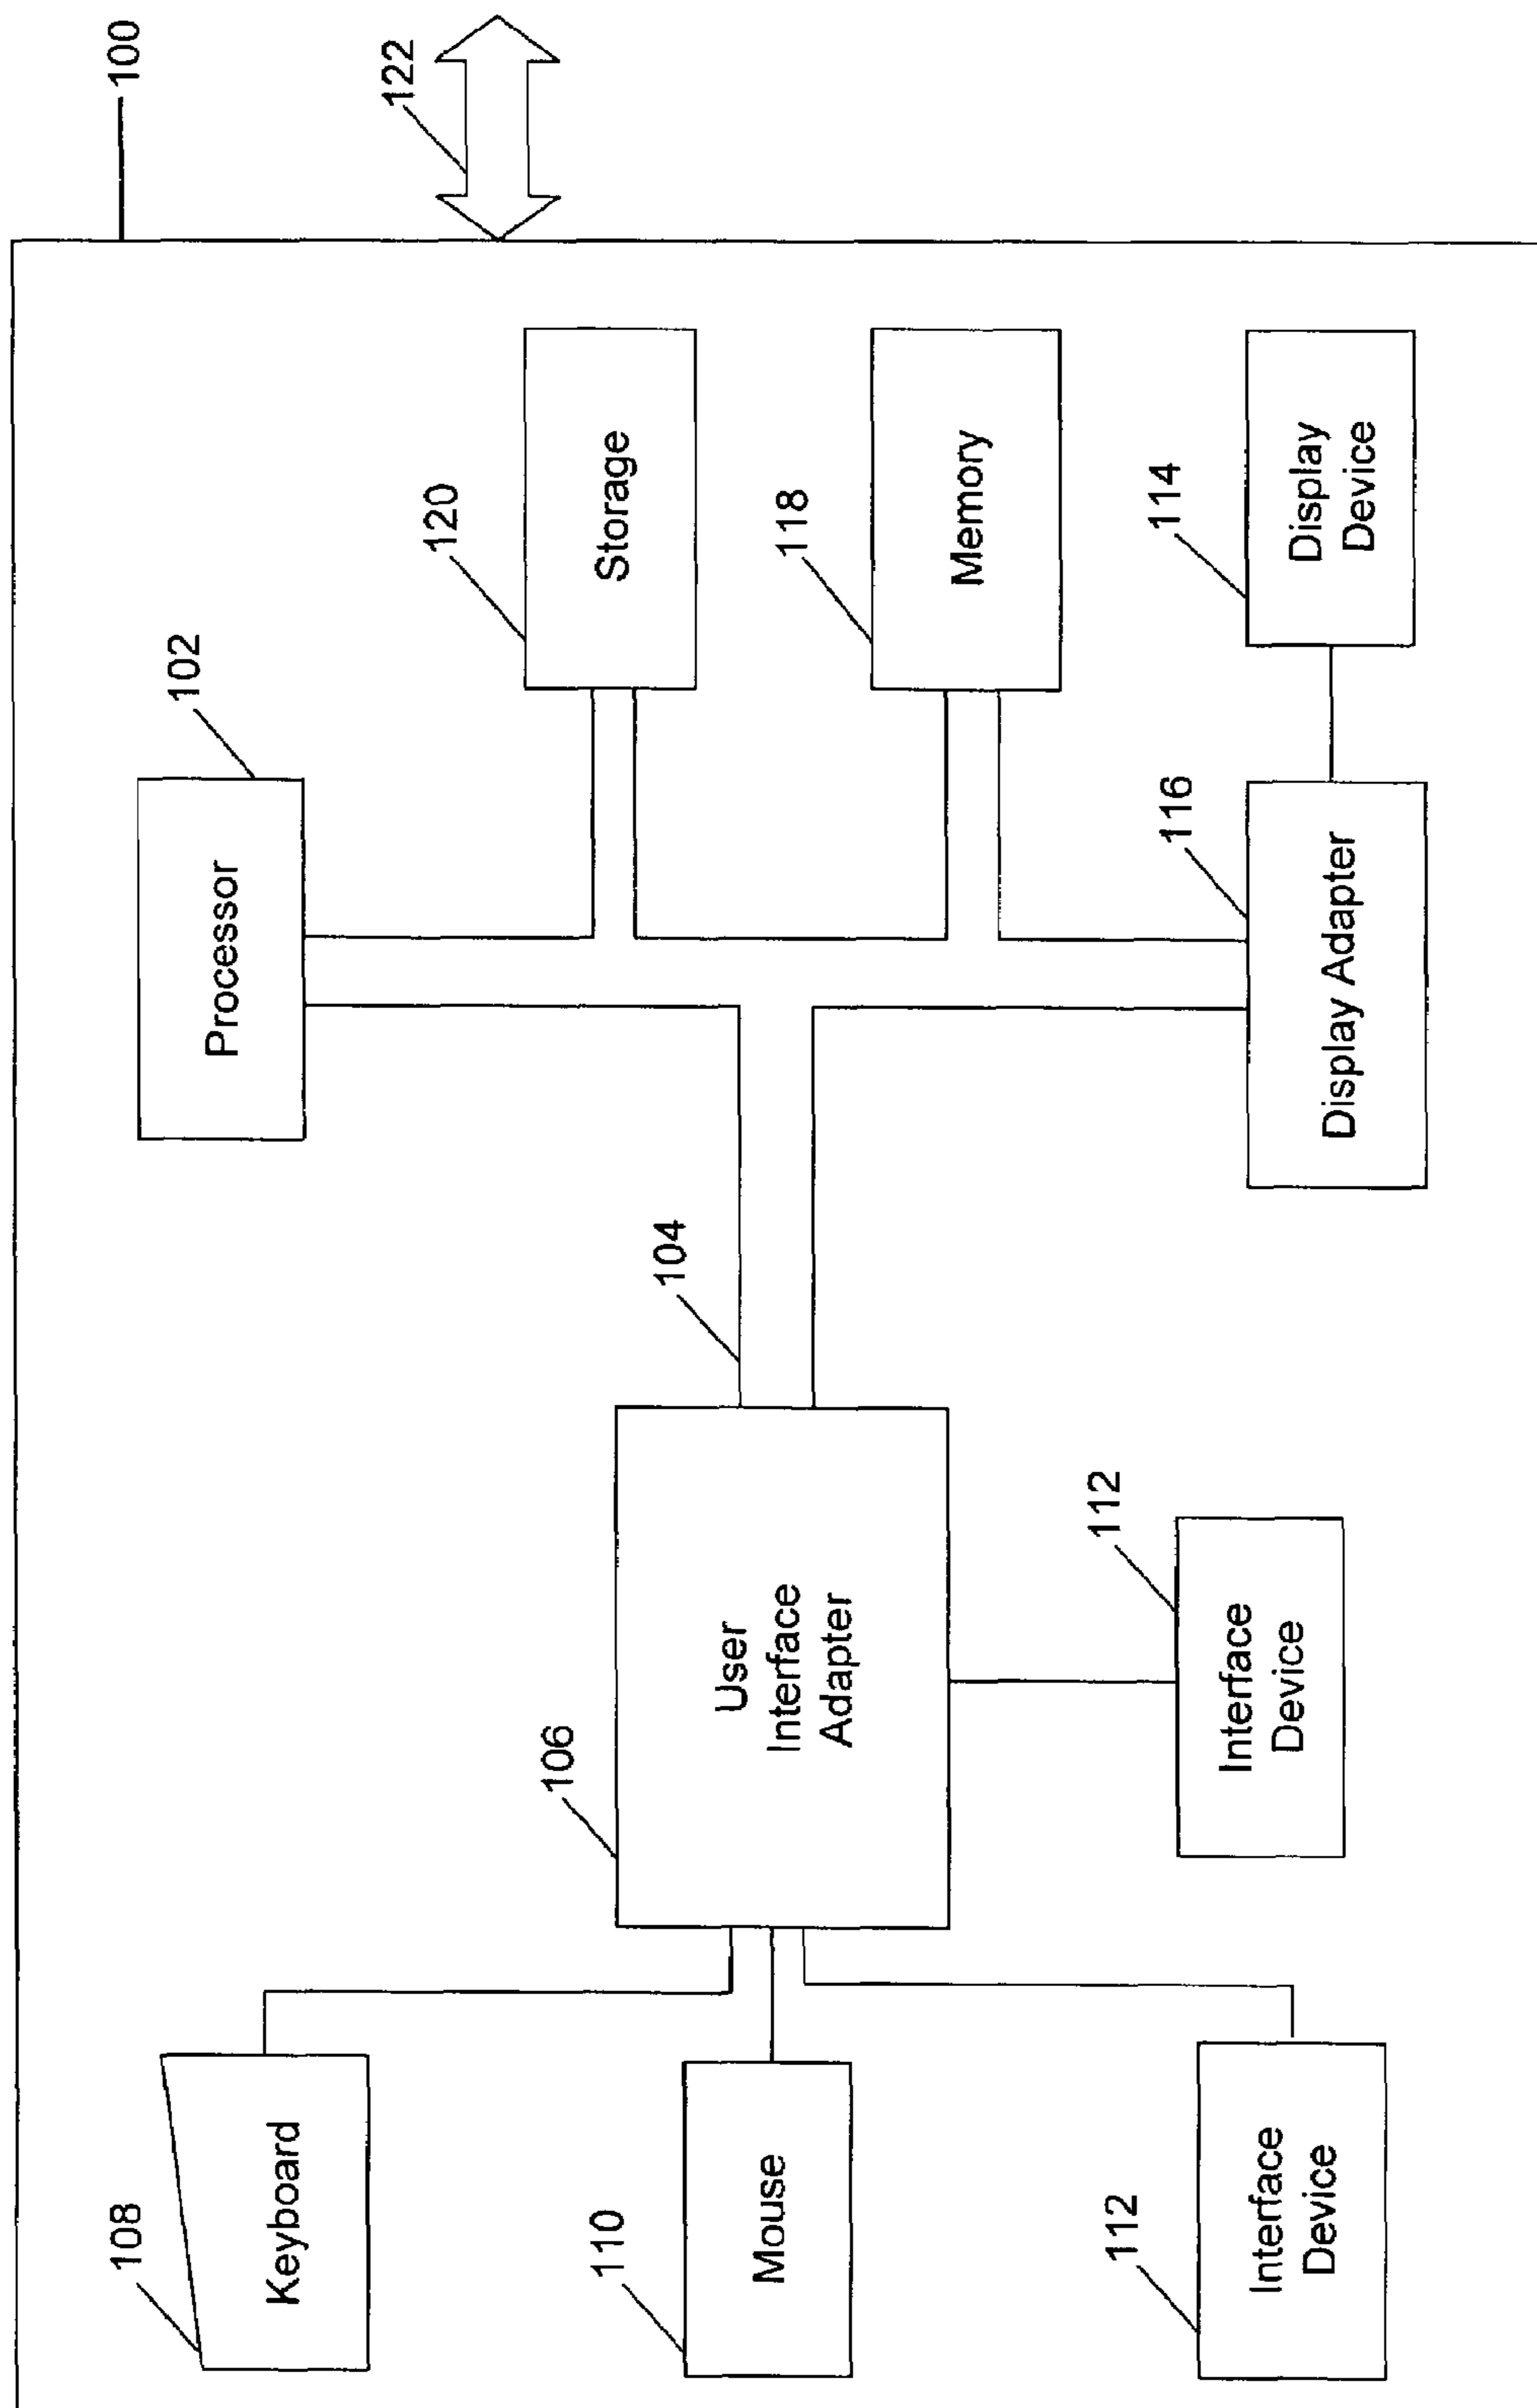 100
122
102
Processor
120
Storage
118
Memory
114
Display
Device
116
Display Adapter
104
106
User
Interface
Adapter
112
Interface
Device
108
Keyboard
110
Mouse
112
Interface
Device